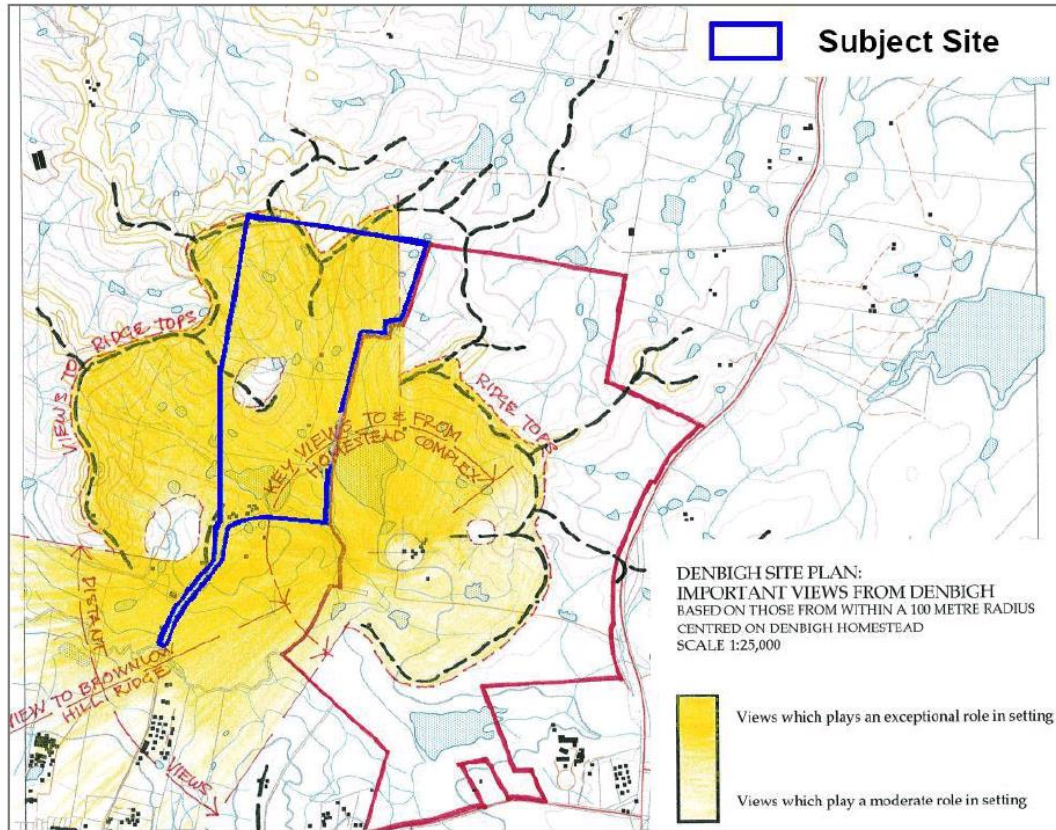 Subject Site
VIEWS TO RIDGE TOPS
RIDGE TOPS
KEY VIEWS TO & FROM
HOMESTEAD COMPLEX
DISTANT
VIEW TO BROWNLOW
HILL RIDGE
VIEWS
DENBIGH SITE PLAN:
IMPORTANT VIEWS FROM DENBIGH
BASED ON THOSE FROM WITHIN A 100 METRE RADIUS
CENTRED ON DENBIGH HOMESTEAD
SCALE 1:25,000
Views which plays an exceptional role in setting
Views which play a moderate role in setting